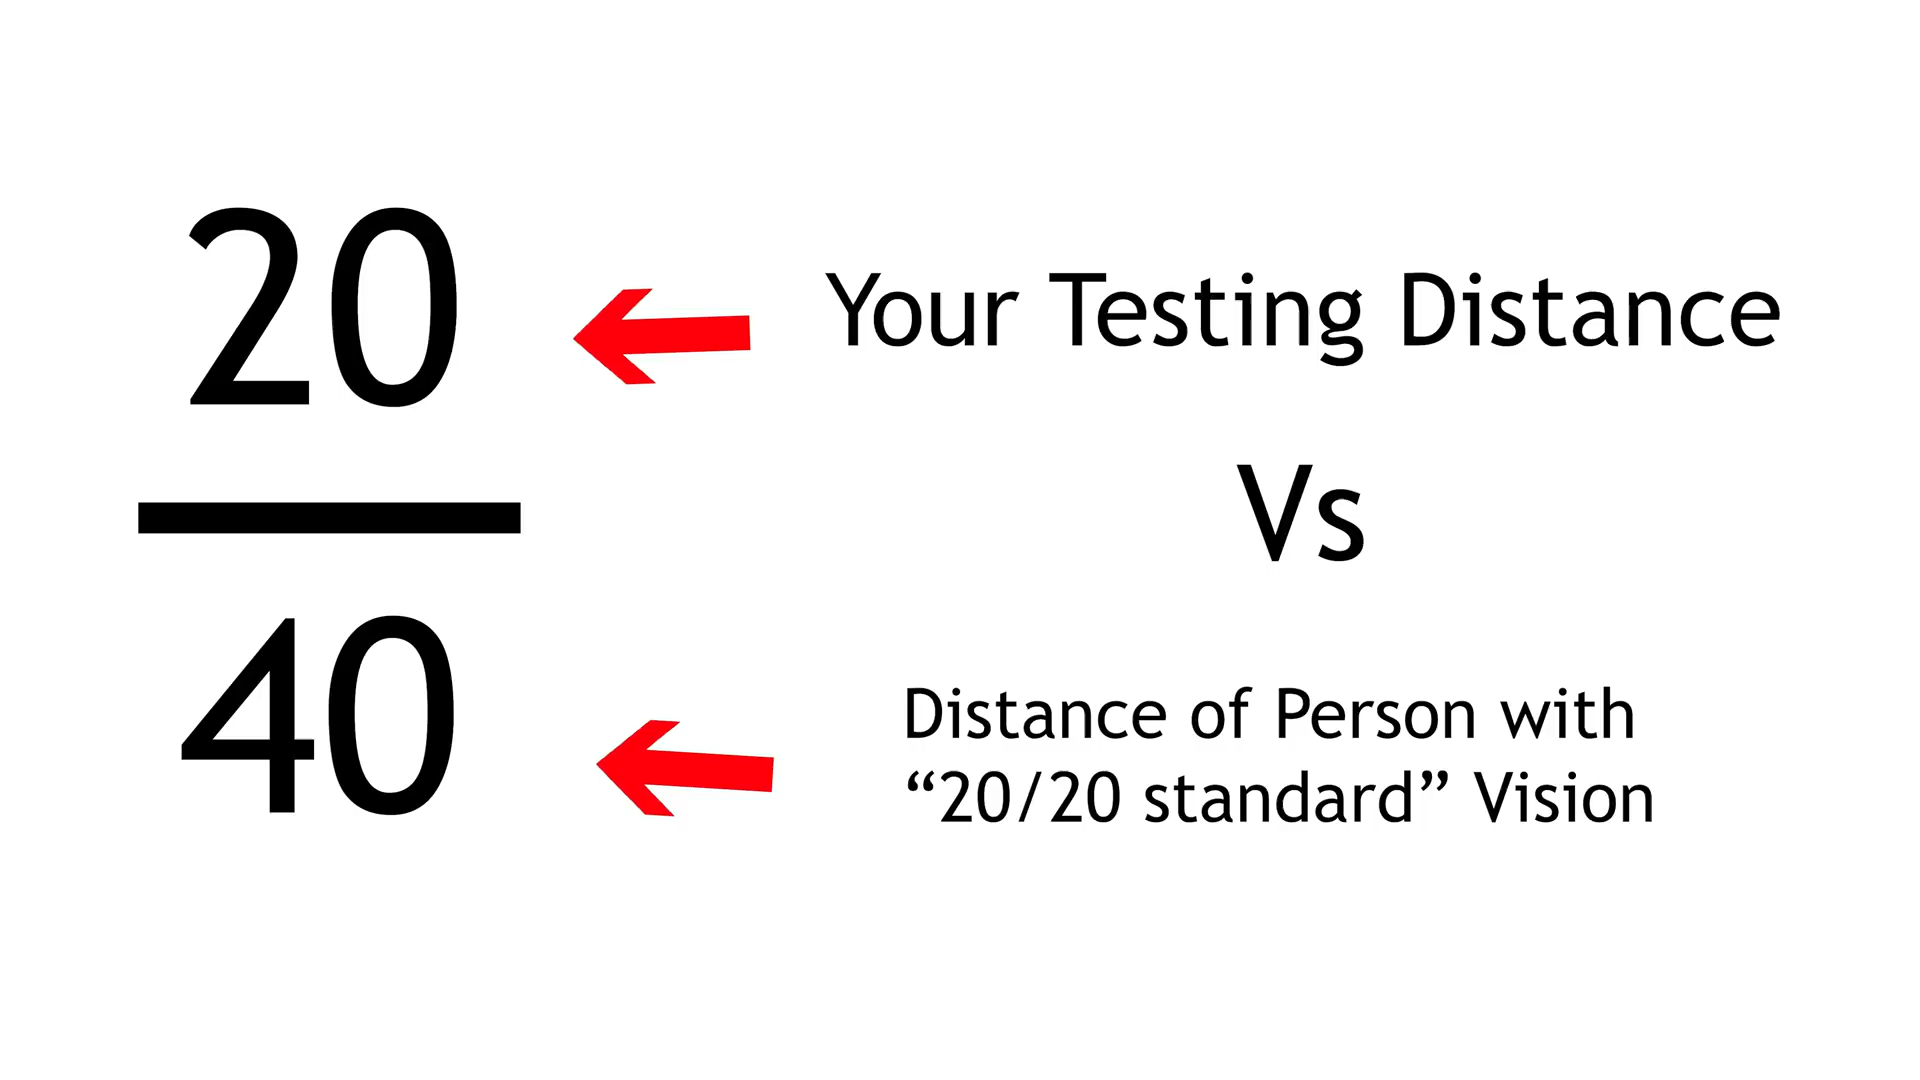 20
Your Testing Distance
Vs
40
Distance of Person with
“20/20 standard” Vision